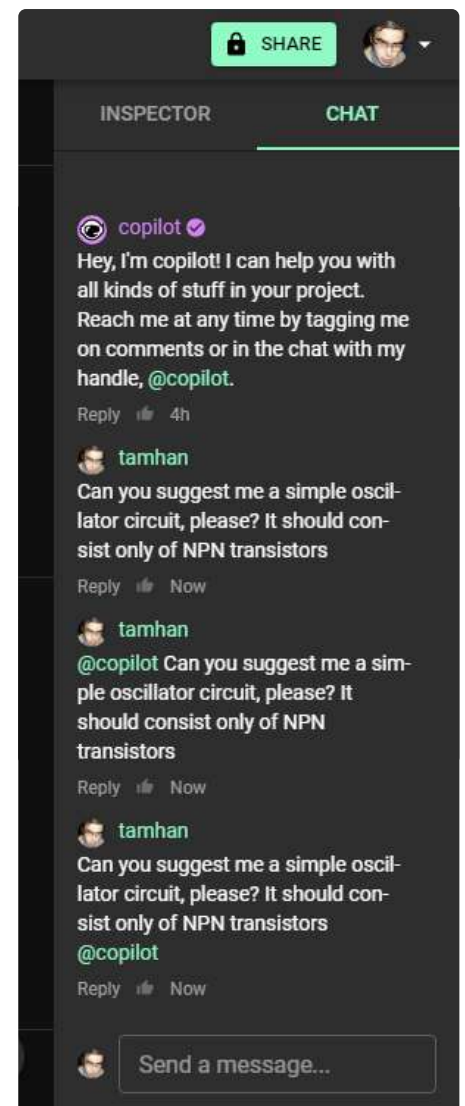 SHARE
INSPECTOR CHAT
copilot
Hey, I'm copilot! I can help you with
all kinds of stuff in your project.
Reach me at any time by tagging me
on comments or in the chat with my
handle, @copilot.
Reply 4h
tamhan
Can you suggest me a simple oscil-
lator circuit, please? It should con-
sist only of NPN transistors
Reply Now
tamhan
@copilot Can you suggest me a sim-
ple oscillator circuit, please? It
should consist only of NPN
transistors
Reply Now
tamhan
Can you suggest me a simple oscil-
lator circuit, please? It should con-
sist only of NPN transistors
@copilot
Reply Now
Send a message...